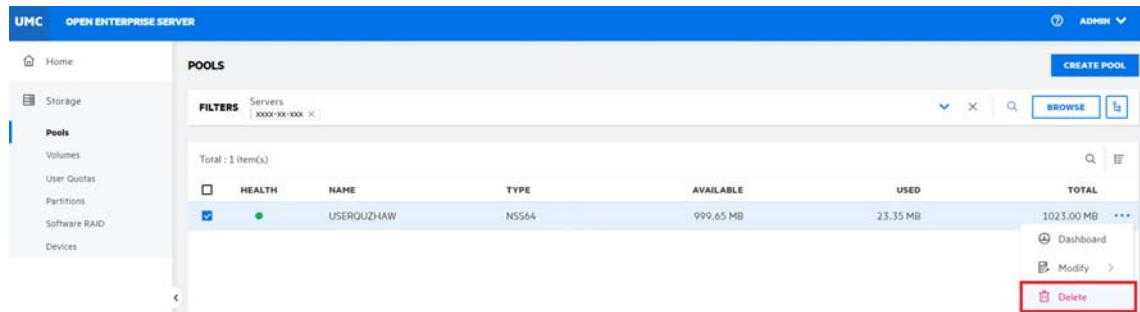 UMC OPEN ENTERPRISE SERVER ADMIN
Home
POOLS CREATE POOL
Storage
FILTERS Servers
xxxx-xx-xxx BROWSE
Pools
Volumes
Total : 1 item(s)
User Quotas
HEALTH NAME TYPE AVAILABLE USED TOTAL
Partitions
USERQUZHAW NSS64 999.65 MB 23.35 MB 1023.00 MB
Software RAID
Devices
Dashboard
Modify
Delete